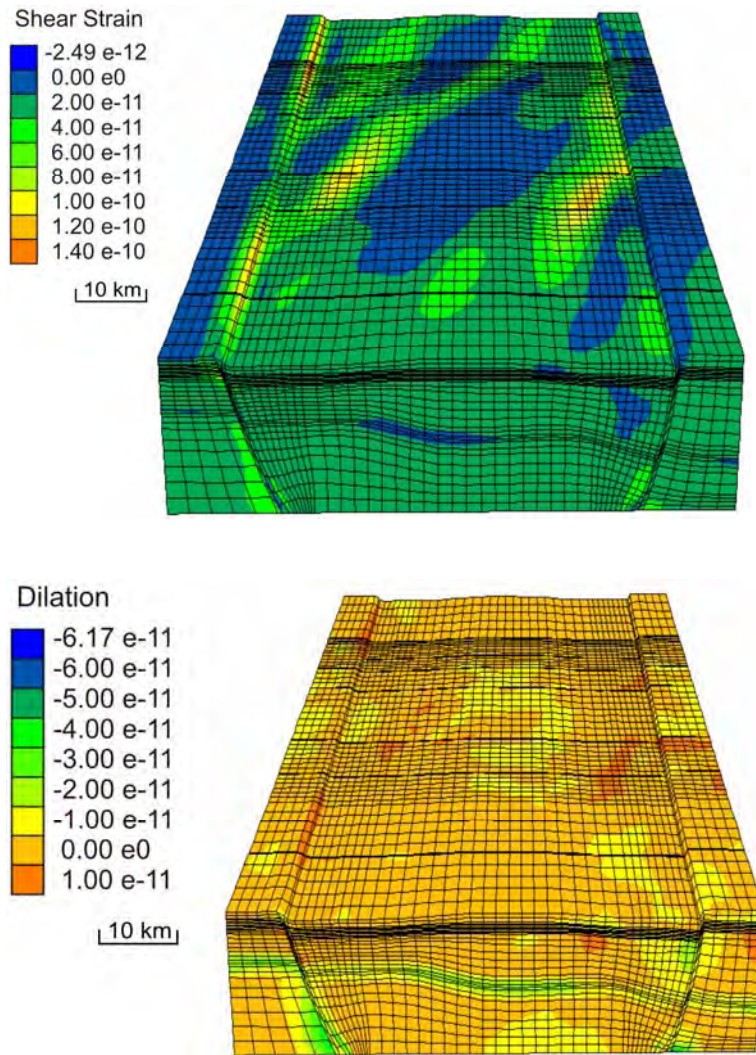 Shear Strain
-2.49 e-12
0.00 e0
2.00 e-11
4.00 e-11
6.00 e-11
8.00 e-11
1.00 e-10
1.20 e-10
1.40 e-10
10 km
Dilation
-6.17 e-11
-6.00 e-11
-5.00 e-11
-4.00 e-11
-3.00 e-11
-2.00 e-11
-1.00 e-11
0.00 e0
1.00 e-11
10 km